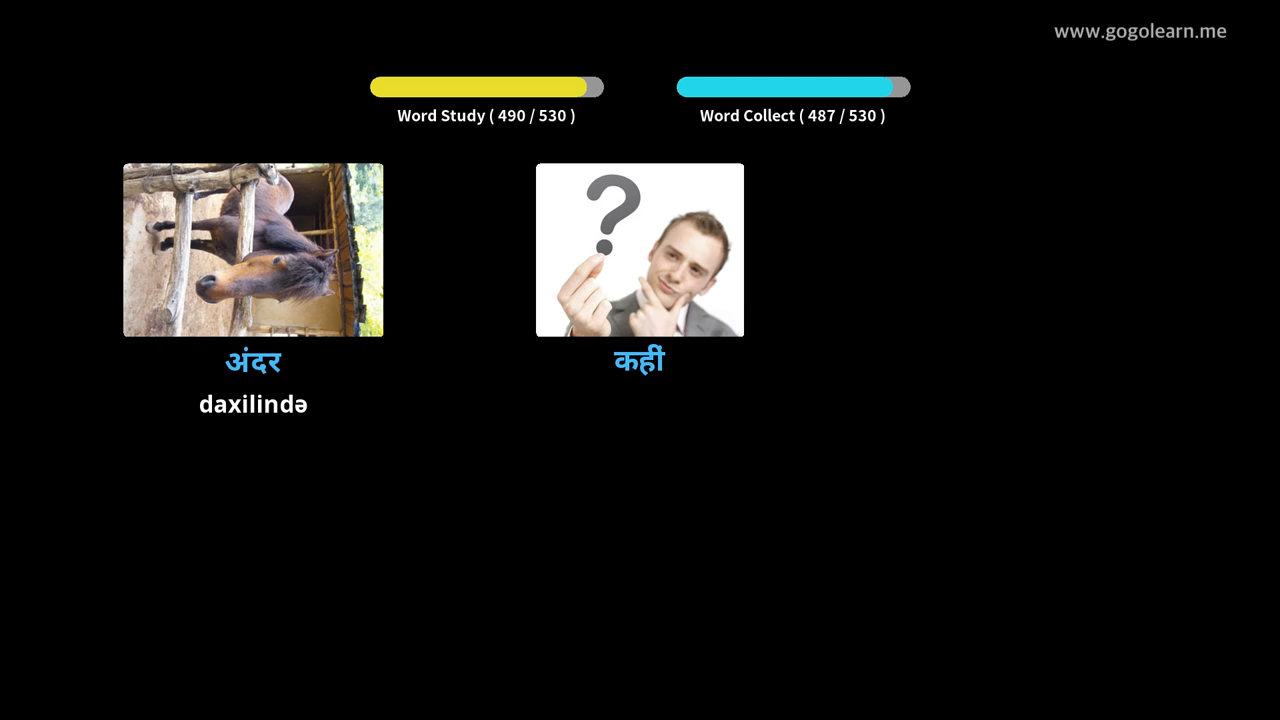 www.gogolearn.me
Word Study ( 490 / 530 )
Word Collect ( 487 / 530 )
अंदर
कहीं
daxilində